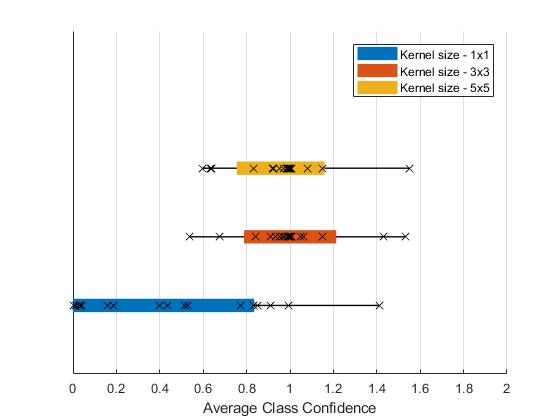 Kernel size - 1x1
Kernel size - 3x3
Kernel size - 5x5
0 0.2 0.4 0.6 0.8 1 1.2 1.4 1.6 1.8 2
Average Class Confidence